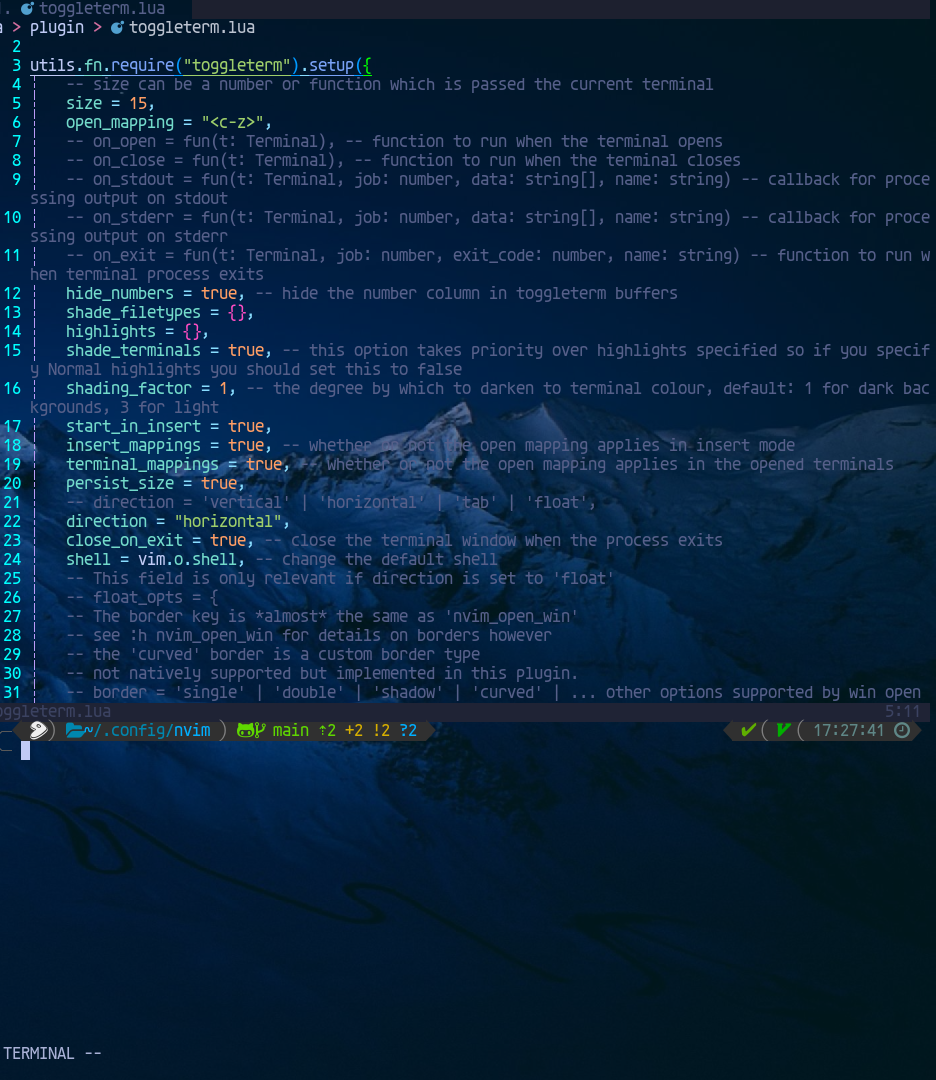 1. toggleterm.lua
a > plugin > toggleterm.lua
2
3 utils.fn.require("toggleterm").setup({
4 -- size can be a number or function which is passed the current terminal
5 size = 15,
6 open_mapping = "<c-z>",
7 -- on_open = fun(t: Terminal), -- function to run when the terminal opens
8 -- on_close = fun(t: Terminal), -- function to run when the terminal closes
9 -- on_stdout = fun(t: Terminal, job: number, data: string[], name: string) -- callback for proce
ssing output on stdout
10 -- on_stderr = fun(t: Terminal, job: number, data: string[], name: string) -- callback for proce
ssing output on stderr
11 -- on_exit = fun(t: Terminal, job: number, exit_code: number, name: string) -- function to run w
hen terminal process exits
12 hide_numbers = true, -- hide the number column in toggleterm buffers
13 shade_filetypes = {},
14 highlights = {},
15 shade_terminals = true, -- this option takes priority over highlights specified so if you specif
y Normal highlights you should set this to false
16 shading_factor = 1, -- the degree by which to darken to terminal colour, default: 1 for dark bac
kgrounds, 3 for light
17 start_in_insert = true,
18 insert_mappings = true, -- whether or not the open mapping applies in insert mode
19 terminal_mappings = true, -- whether or not the open mapping applies in the opened terminals
20 persist_size = true,
21 -- direction = 'vertical' | 'horizontal' | 'tab' | 'float',
22 direction = "horizontal",
23 close_on_exit = true, -- close the terminal window when the process exits
24 shell = vim.o.shell, -- change the default shell
25 -- This field is only relevant if direction is set to 'float'
26 -- float_opts = {
27 -- The border key is *almost* the same as 'nvim_open_win'
28 -- see :h nvim_open_win for details on borders however
29 -- the 'curved' border is a custom border type
30 -- not natively supported but implemented in this plugin.
31 -- border = 'single' | 'double' | 'shadow' | 'curved' | ... other options supported by win open
oggleterm.lua 5:11
) ~/.config/nvim ) main ⇡2 +2 !2 ?2 ✔ ( ( 17:27:41
TERMINAL --